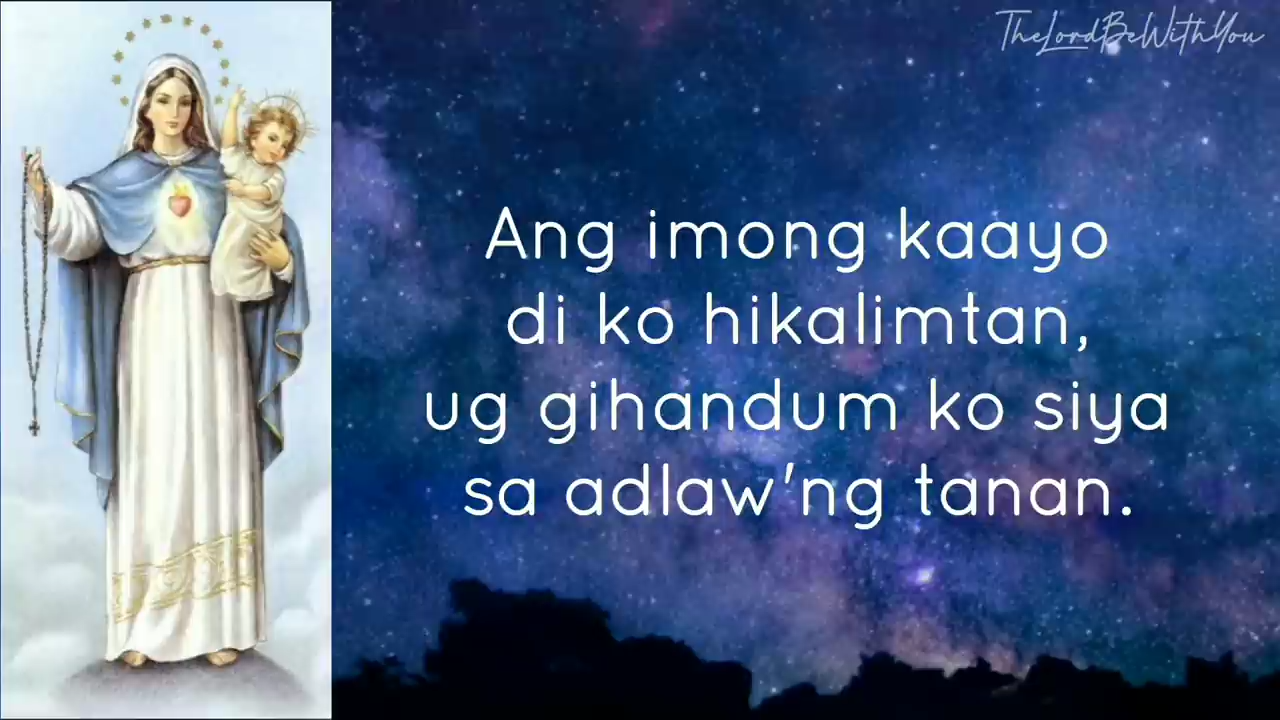 TheLordBeWithYou
Ang imong kaayo
di ko hikalimtan,
ug gihandum ko siya
sa adlaw'ng tanan.